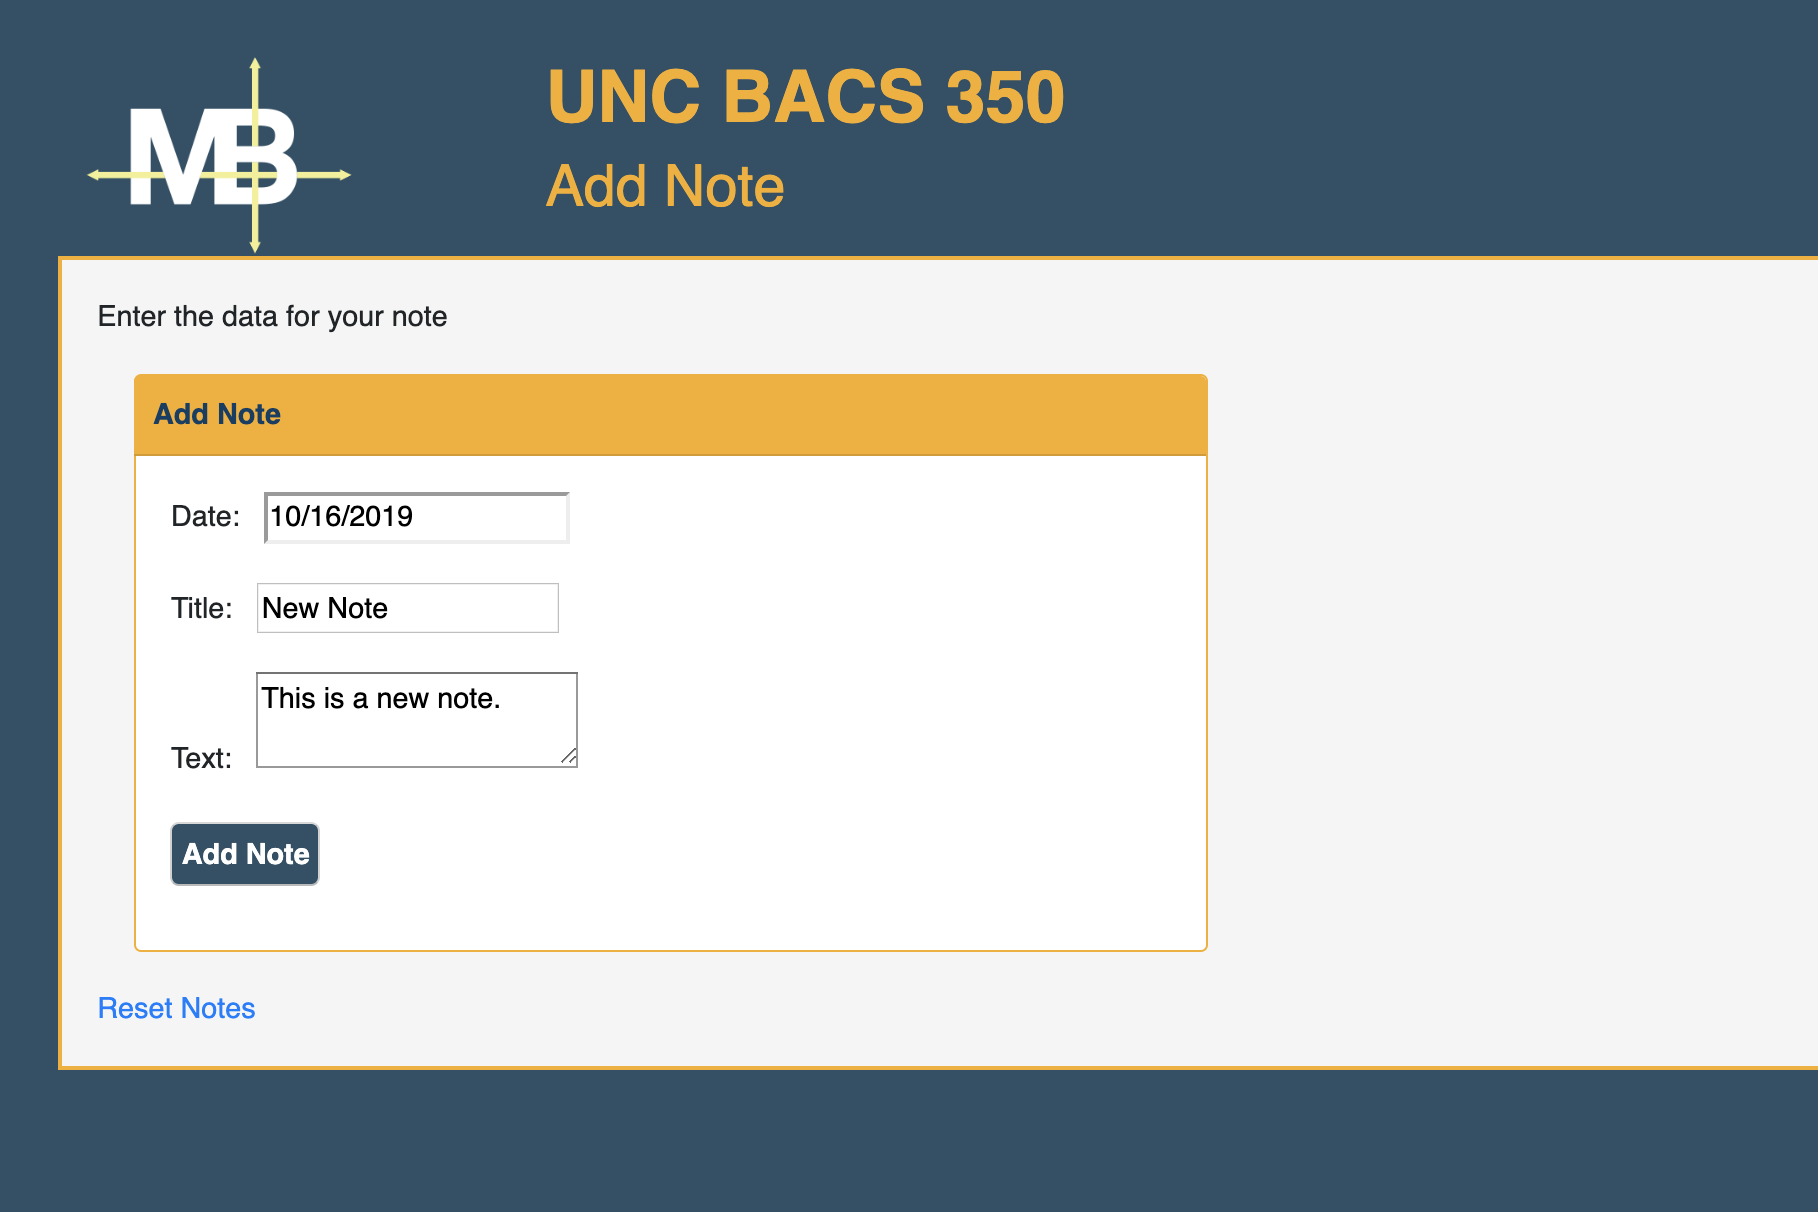 MB
UNC BACS 350
Add Note
Enter the data for your note
Add Note
Date: 10/16/2019
Title: New Note
This is a new note.
Text:
Add Note
Reset Notes